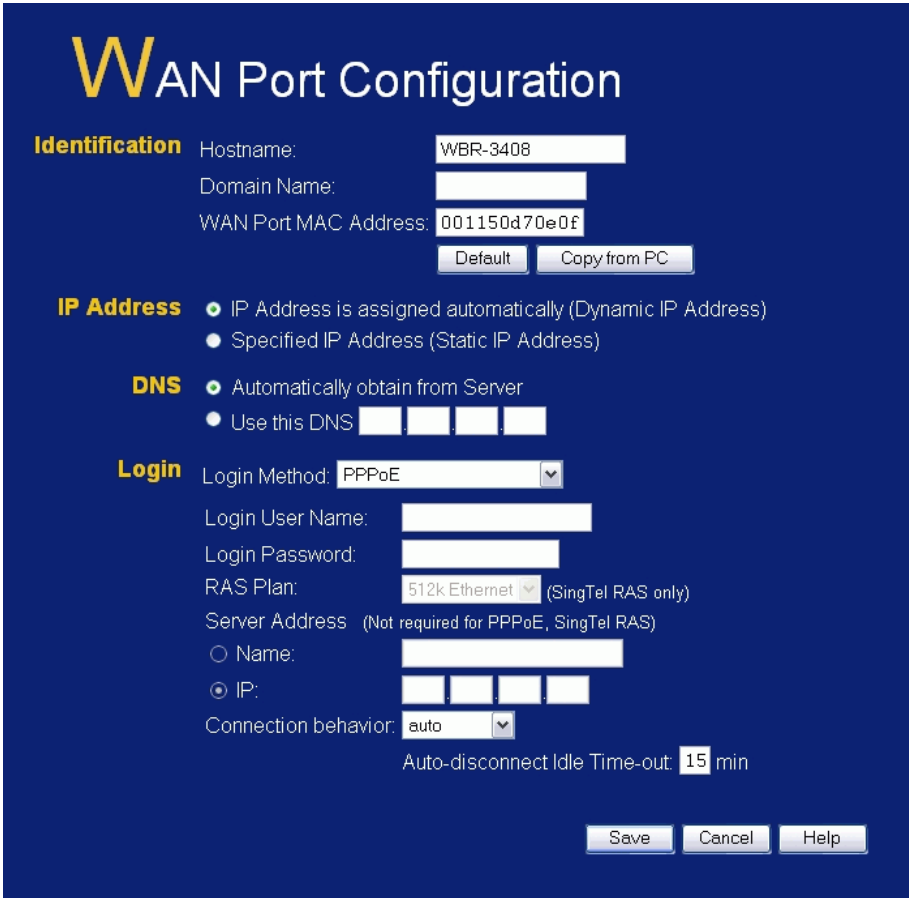 WAN Port Configuration
Identification
Hostname: WBR-3408
Domain Name:
WAN Port MAC Address: 001150d70e0f
Default Copy from PC
IP Address
IP Address is assigned automatically (Dynamic IP Address)
Specified IP Address (Static IP Address)
DNS
Automatically obtain from Server
Use this DNS . . .
Login
Login Method: PPPoE
Login User Name:
Login Password:
RAS Plan: 512k Ethernet (SingTel RAS only)
Server Address (Not required for PPPoE, SingTel RAS)
Name:
IP: . . .
Connection behavior: auto
Auto-disconnect Idle Time-out: 15 min
Save Cancel Help